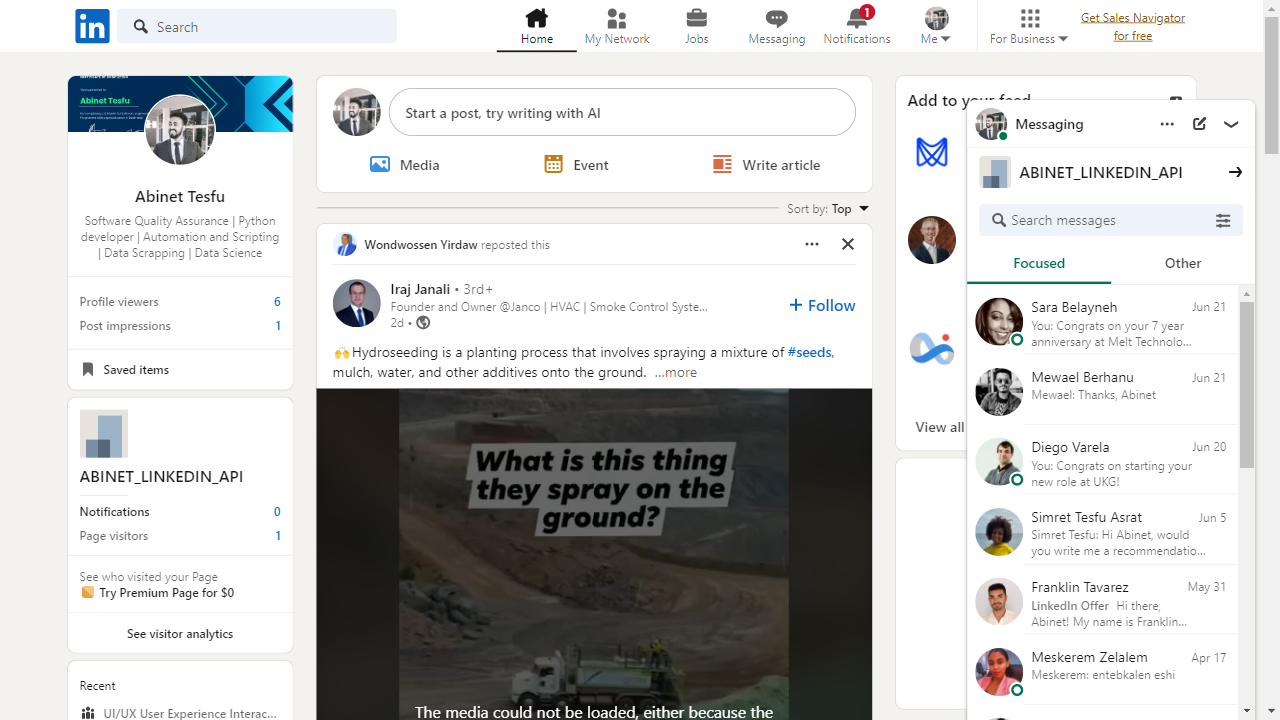 in
Search
Home
My Network
Jobs
Messaging
1
Notifications
Me
For Business
Get Sales Navigator
for free
Abinet Tesfu
Abinet Tesfu
Software Quality Assurance | Python
developer | Automation and Scripting
| Data Scrapping | Data Science
Profile viewers 6
Post impressions 1
Saved items
ABINET_LINKEDIN_API
Notifications 0
Page visitors 1
See who visited your Page
Try Premium Page for $0
See visitor analytics
Recent
UI/UX User Experience Interac...
Start a post, try writing with AI
Media
Event
Write article
Sort by: Top
Wondwossen Yirdaw reposted this
Iraj Janali • 3rd+
Founder and Owner @Janco | HVAC | Smoke Control Syste...
2d •
Follow
🙌Hydroseeding is a planting process that involves spraying a mixture of #seeds,
mulch, water, and other additives onto the ground. ...more
What is this thing
they spray on the
ground?
The media could not be loaded, either because the
Add to your feed
View all
Messaging
ABINET_LINKEDIN_API
Search messages
Focused
Other
Sara Belayneh Jun 21
You: Congrats on your 7 year
anniversary at Melt Technolo...
Mewael Berhanu Jun 21
Mewael: Thanks, Abinet
Diego Varela Jun 20
You: Congrats on starting your
new role at UKG!
Simret Tesfu Asrat Jun 5
Simret Tesfu: Hi Abinet, would
you write me a recommendatio...
Franklin Tavarez May 31
LinkedIn Offer Hi there,
Abinet! My name is Franklin...
Meskerem Zelalem Apr 17
Meskerem: entebkalen eshi